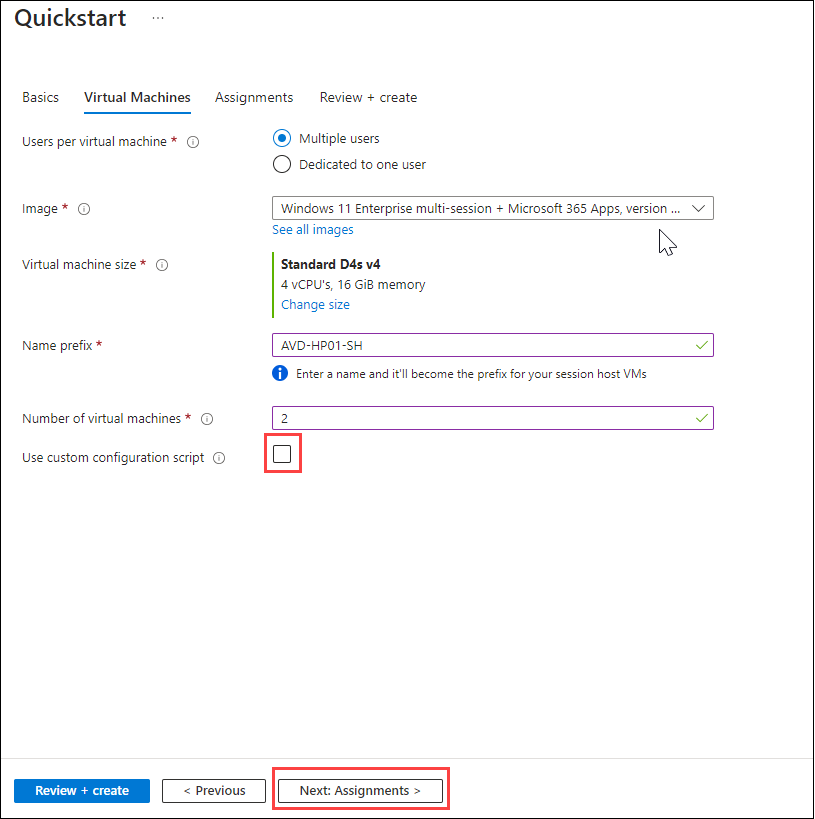 Quickstart ...
Basics Virtual Machines Assignments Review + create
Users per virtual machine * Multiple users
Dedicated to one user
Image * Windows 11 Enterprise multi-session + Microsoft 365 Apps, version ...
See all images
Virtual machine size * Standard D4s v4
4 vCPU's, 16 GiB memory
Change size
Name prefix * AVD-HP01-SH
Enter a name and it'll become the prefix for your session host VMs
Number of virtual machines * 2
Use custom configuration script
Review + create < Previous Next: Assignments >